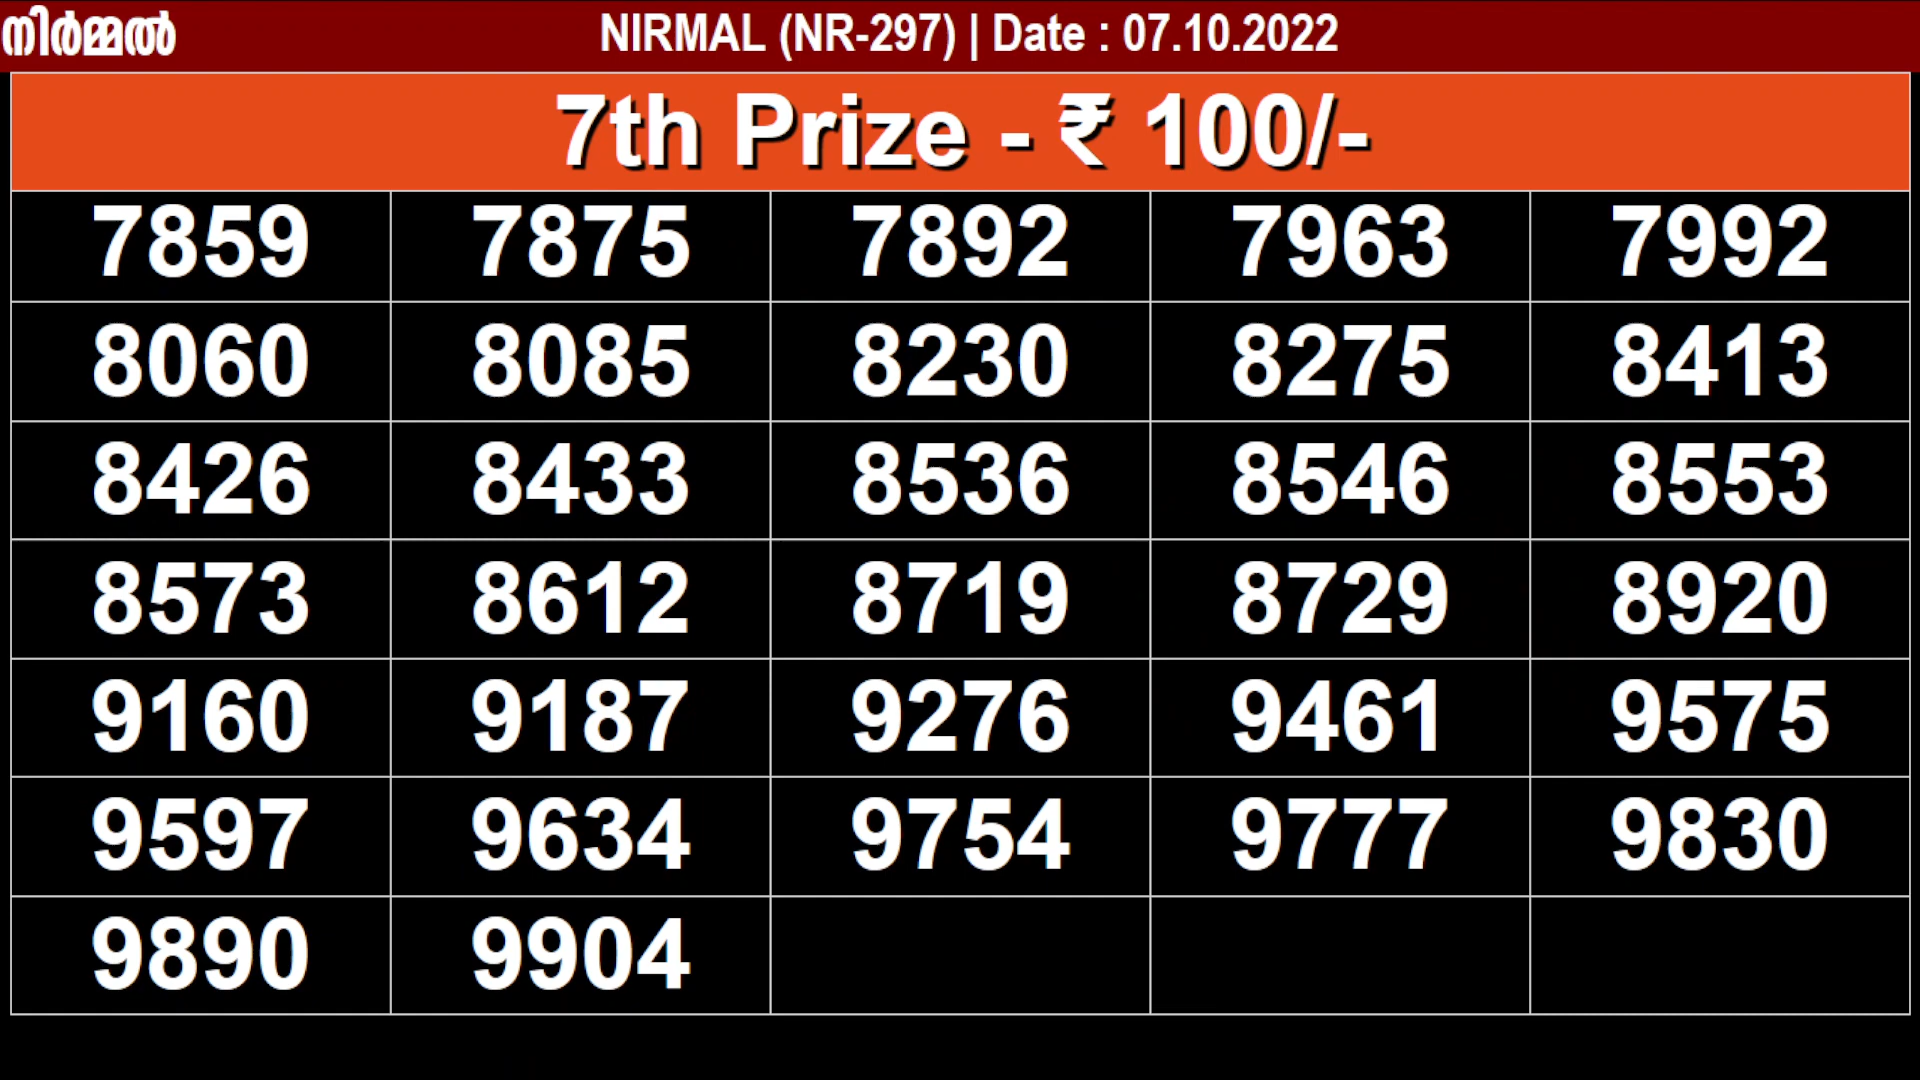 നിർമ്മൽ NIRMAL (NR-297) | Date : 07.10.2022
7th Prize - ₹ 100/-
7859 7875 7892 7963 7992
8060 8085 8230 8275 8413
8426 8433 8536 8546 8553
8573 8612 8719 8729 8920
9160 9187 9276 9461 9575
9597 9634 9754 9777 9830
9890 9904